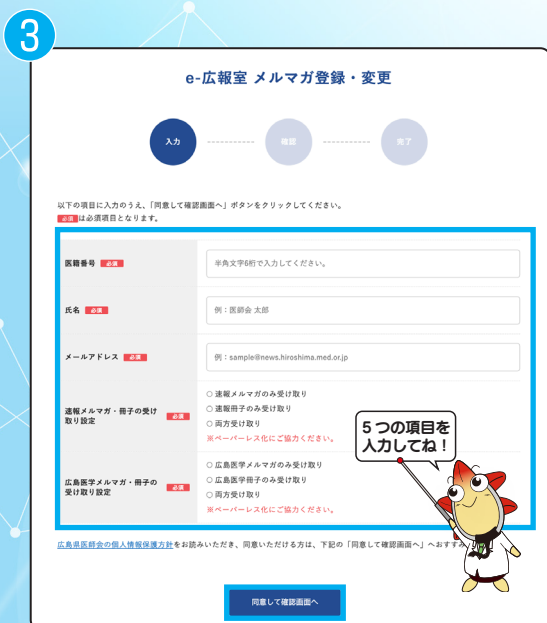 3
e-広報室 メルマガ登録・変更
入力
確認
完了
以下の項目に入力のうえ、「同意して確認画面へ」ボタンをクリックしてください。
必須 は必須項目となります。
医籍番号 必須
半角文字6桁で入力してください。
氏名 必須
例：医師会 太郎
メールアドレス 必須
例：sample@news.hiroshima.med.or.jp
速報メルマガ・冊子の受け取り設定 必須
速報メルマガのみ受け取り
速報冊子のみ受け取り
両方受け取り
※ペーパーレス化にご協力ください。
5つの項目を
入力してね！
広島医学メルマガ・冊子の受け取り設定 必須
広島医学メルマガのみ受け取り
広島医学冊子のみ受け取り
両方受け取り
※ペーパーレス化にご協力ください。
広島県医師会の個人情報保護方針をお読みいただき、同意いただける方は、下記の「同意して確認画面へ」へおすすみ
同意して確認画面へ